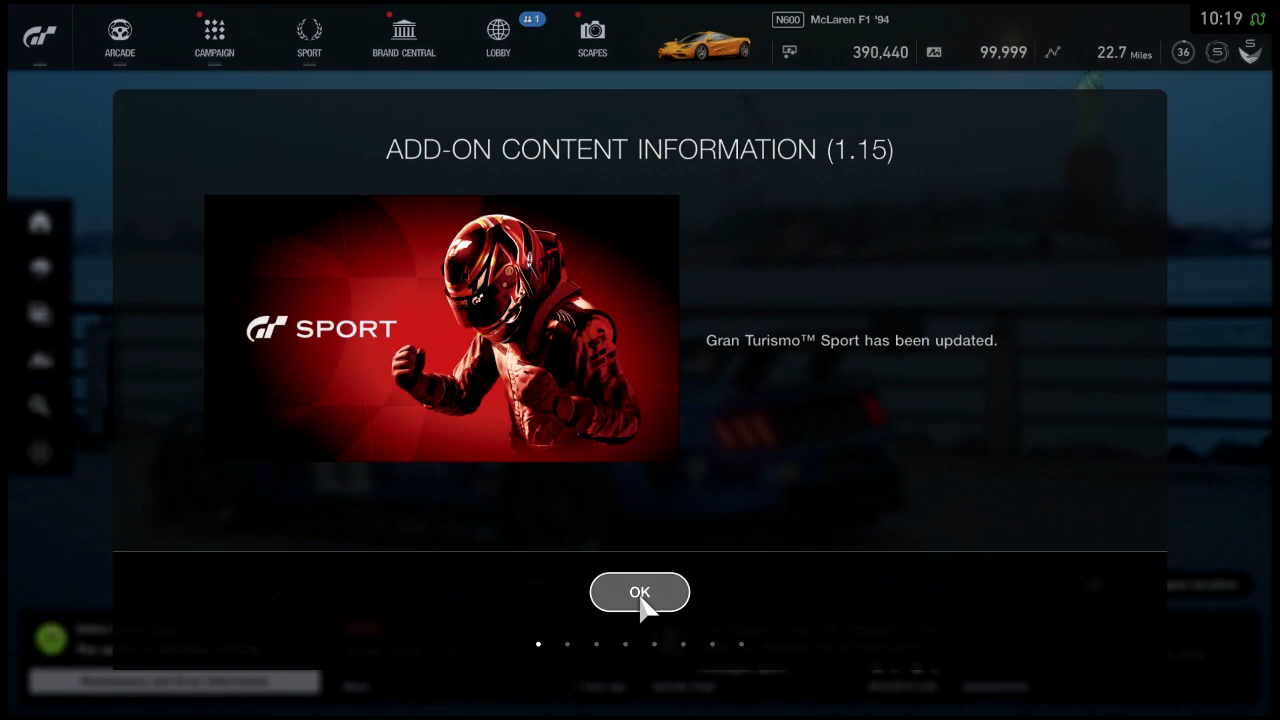 10:19
N600 McLaren F1 '94
ARCADE CAMPAIGN SPORT BRAND CENTRAL LOBBY 1 SCAPES
390,440 99,999 22.7 Miles 36 S S
ADD-ON CONTENT INFORMATION (1.15)
GT SPORT
Gran Turismo™ Sport has been updated.
OK